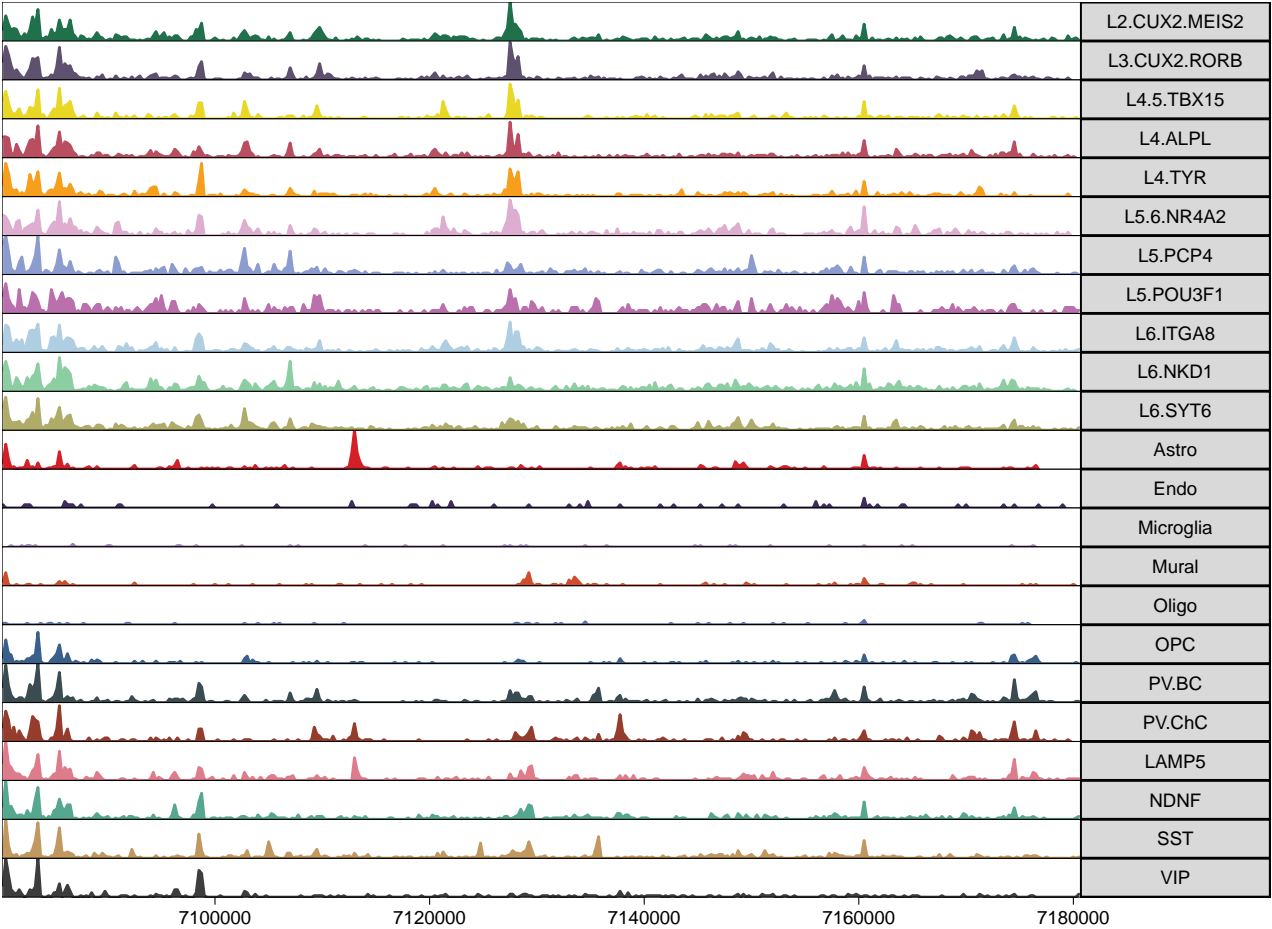 L2.CUX2.MEIS2
L3.CUX2.RORB
L4.5.TBX15
L4.ALPL
L4.TYR
L5.6.NR4A2
L5.PCP4
L5.POU3F1
L6.ITGA8
L6.NKD1
L6.SYT6
Astro
Endo
Microglia
Mural
Oligo
OPC
PV.BC
PV.ChC
LAMP5
NDNF
SST
VIP
7100000 7120000 7140000 7160000 7180000